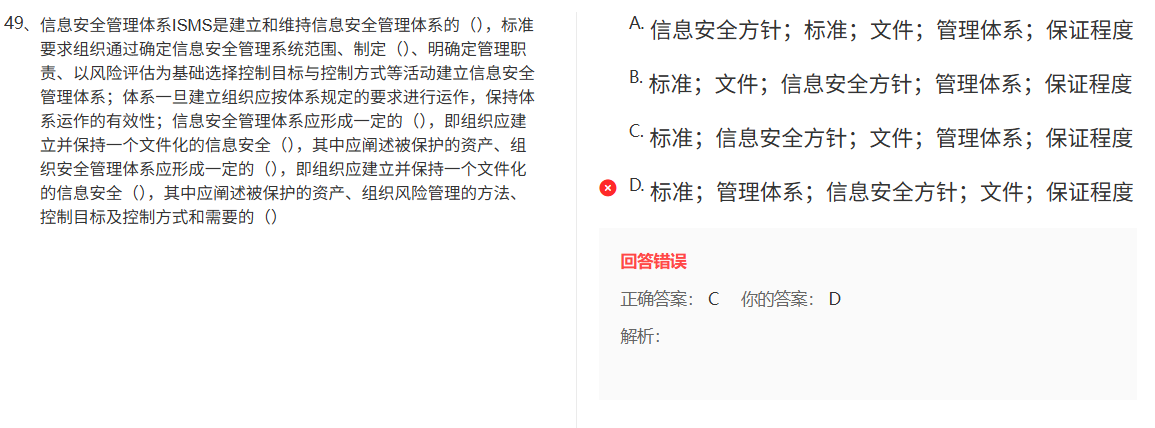 49、信息安全管理体系ISMS是建立和维持信息安全管理体系的（），标准
要求组织通过确定信息安全管理系统范围、制定（）、明确定管理职
责、以风险评估为基础选择控制目标与控制方式等活动建立信息安全
管理体系；体系一旦建立组织应按体系规定的要求进行运作，保持体
系运作的有效性；信息安全管理体系应形成一定的（），即组织应建
立并保持一个文件化的信息安全（），其中应阐述被保护的资产、组
织安全管理体系应形成一定的（），即组织应建立并保持一个文件化
的信息安全（），其中应阐述被保护的资产、组织风险管理的方法、
控制目标及控制方式和需要的（）
A. 信息安全方针；标准；文件；管理体系；保证程度
B. 标准；文件；信息安全方针；管理体系；保证程度
C. 标准；信息安全方针；文件；管理体系；保证程度
D. 标准；管理体系；信息安全方针；文件；保证程度
回答错误
正确答案： C 你的答案： D
解析：